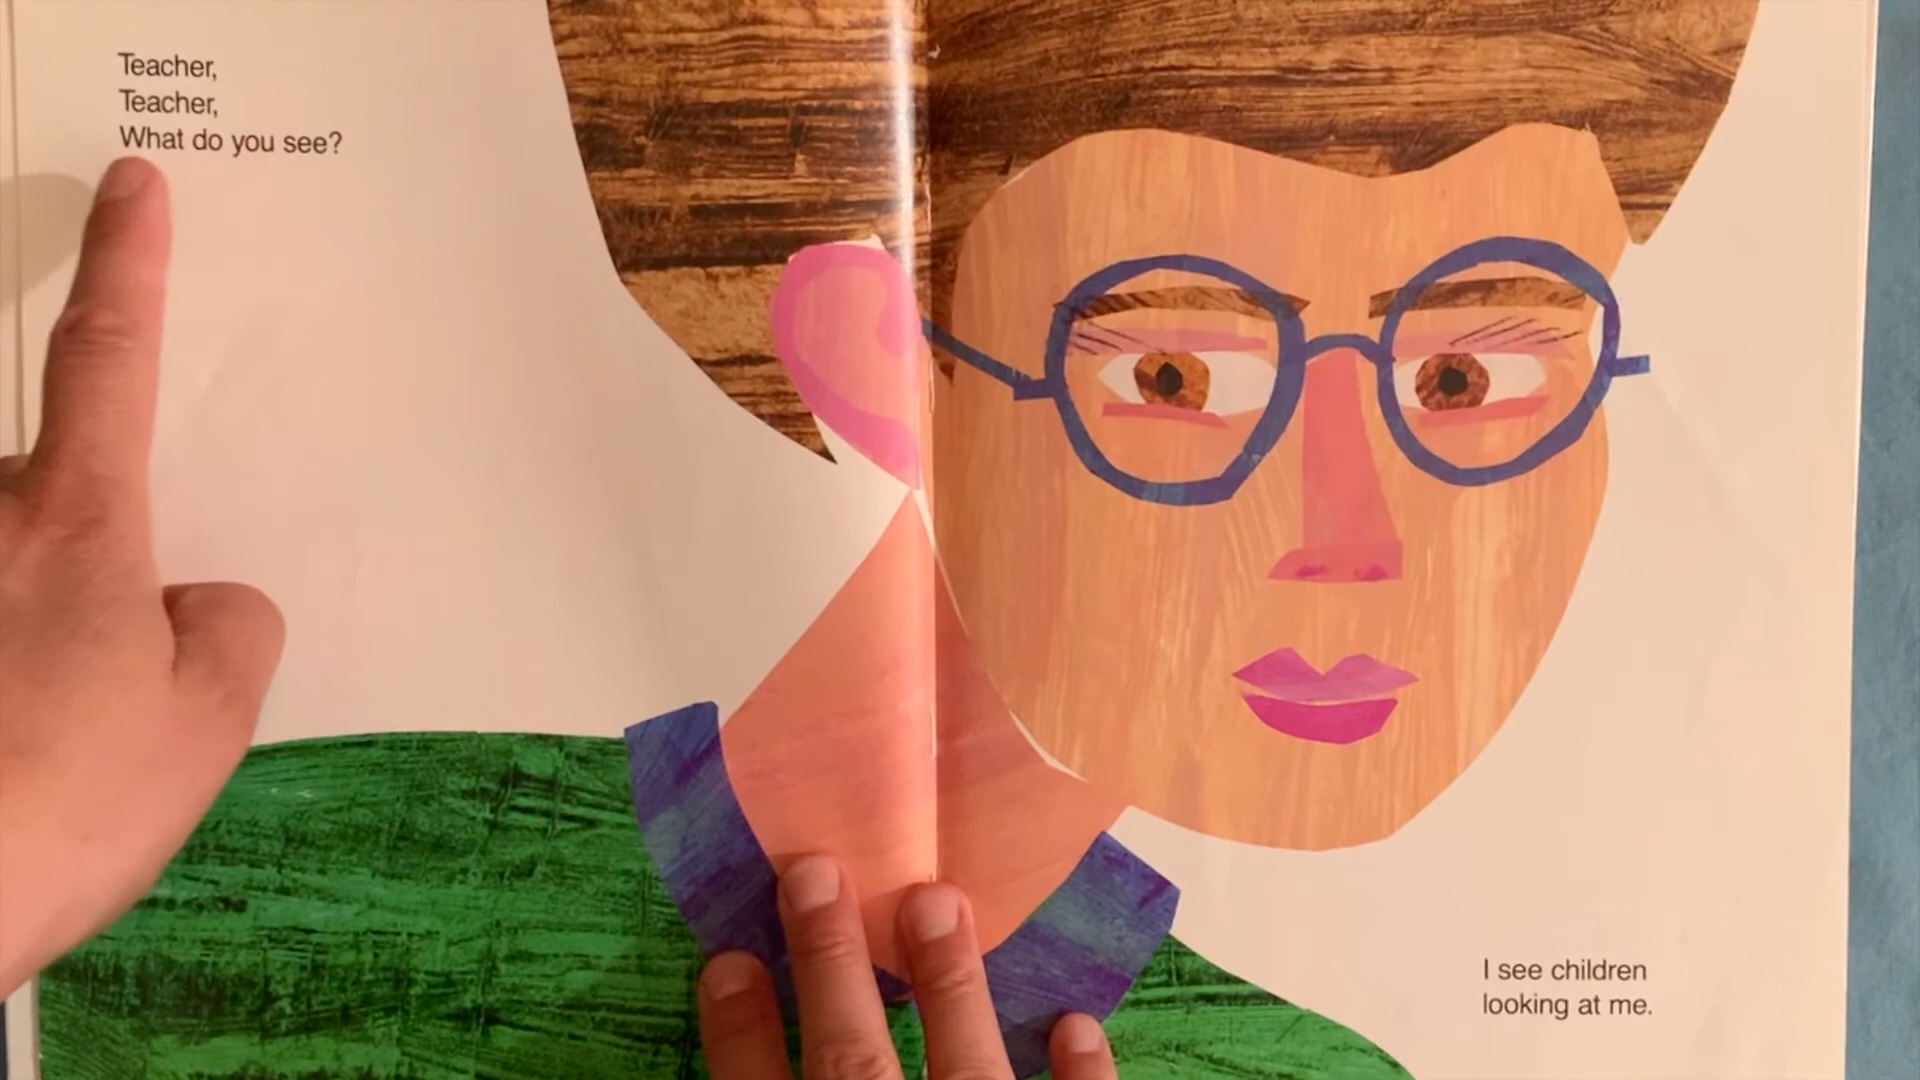 Teacher,
Teacher,
What do you see?
I see children
looking at me.